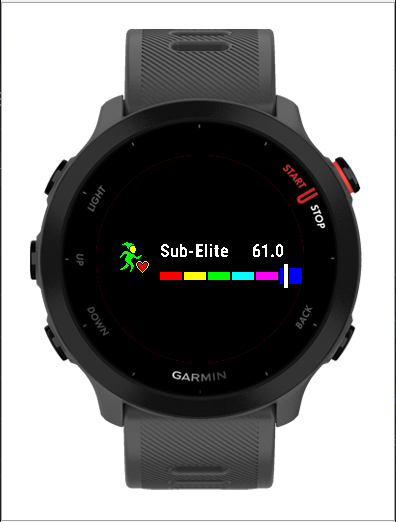 START
STOP
LIGHT
UP
Sub-Elite 61.0
DOWN
BACK
GARMIN